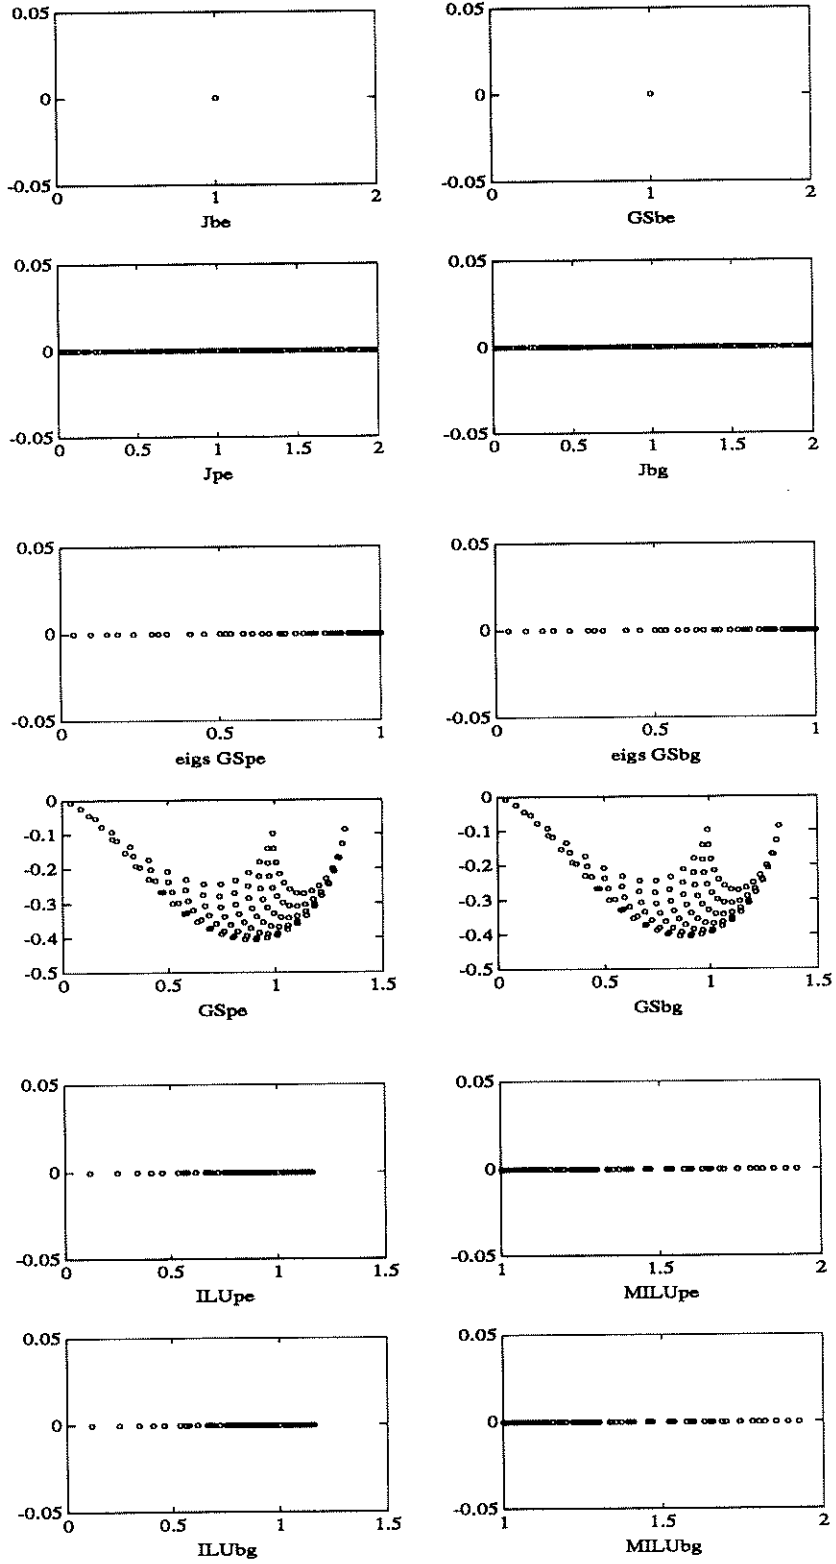 0.05 0.05
0 0
-0.05 -0.05
0 1 2 0 1 2
Jbe GSbe
0.05 0.05
0 0
-0.05 -0.05
0 0.5 1 1.5 2 0 0.5 1 1.5 2
Jpe Jbg
0.05 0.05
0 0
-0.05 -0.05
0 0.5 1 0 0.5 1
eigs GSpe eigs GSbg
0 0
-0.1 -0.1
-0.2 -0.2
-0.3 -0.3
-0.4 -0.4
-0.5 -0.5
0 0.5 1 1.5 0 0.5 1 1.5
GSpe GSbg
0.05 0.05
0 0
-0.05 -0.05
0 0.5 1 1.5 1 1.5 2
ILUpe MILUpe
0.05 0.05
0 0
-0.05 -0.05
0 0.5 1 1.5 1 1.5 2
ILUbg MILUbg